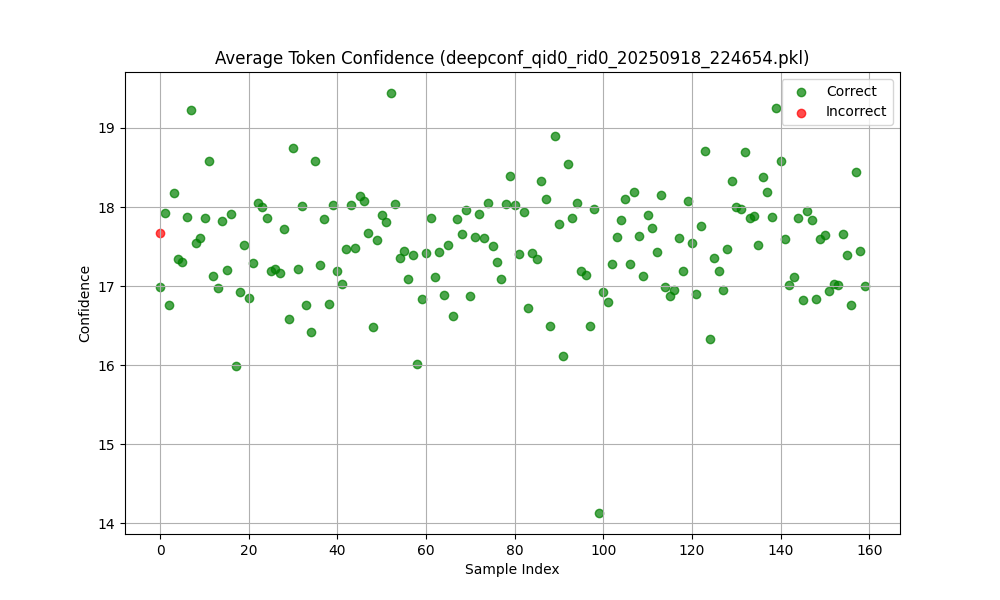 Average Token Confidence (deepconf_qid0_rid0_20250918_224654.pkl)
Correct
Incorrect
19
18
17
16
15
14
Confidence
0 20 40 60 80 100 120 140 160
Sample Index